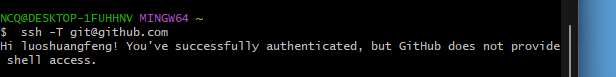 NCQ@DESKTOP-1FUHHNV MINGW64 ~
$  ssh -T git@github.com
Hi luoshuangfeng! You've successfully authenticated, but GitHub does not provide
 shell access.